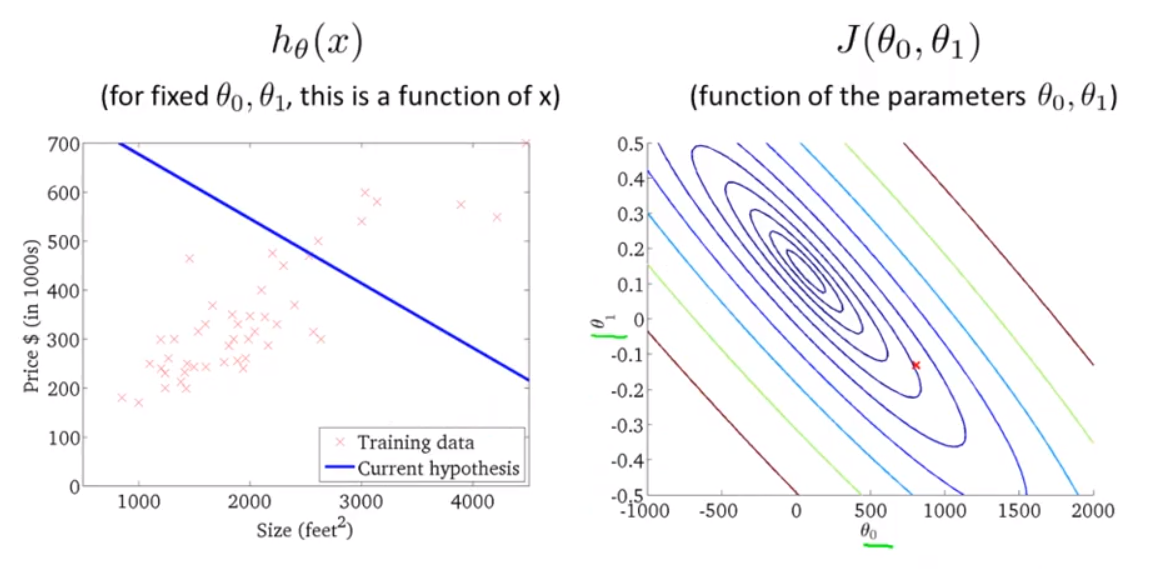 hθ(x)
(for fixed θ0, θ1, this is a function of x)
700
600
500
400
300
200
100
0
Price $ (in 1000s)
1000 2000 3000 4000
Size (feet²)
Training data
Current hypothesis
J(θ0, θ1)
(function of the parameters θ0, θ1)
0.5
0.4
0.3
0.2
0.1
0
-0.1
-0.2
-0.3
-0.4
-0.5
θ1
-1000 -500 0 500 1000 1500 2000
θ0